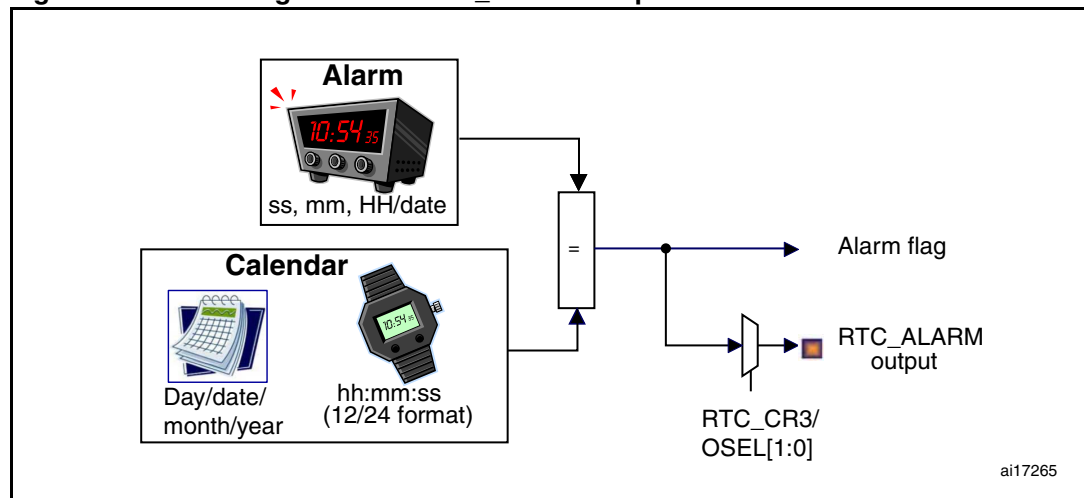 Alarm
10:54 35
ss, mm, HH/date
=
Alarm flag
Calendar
10:54 35
Day/date/
month/year
hh:mm:ss
(12/24 format)
RTC_ALARM
output
RTC_CR3/
OSEL[1:0]
ai17265